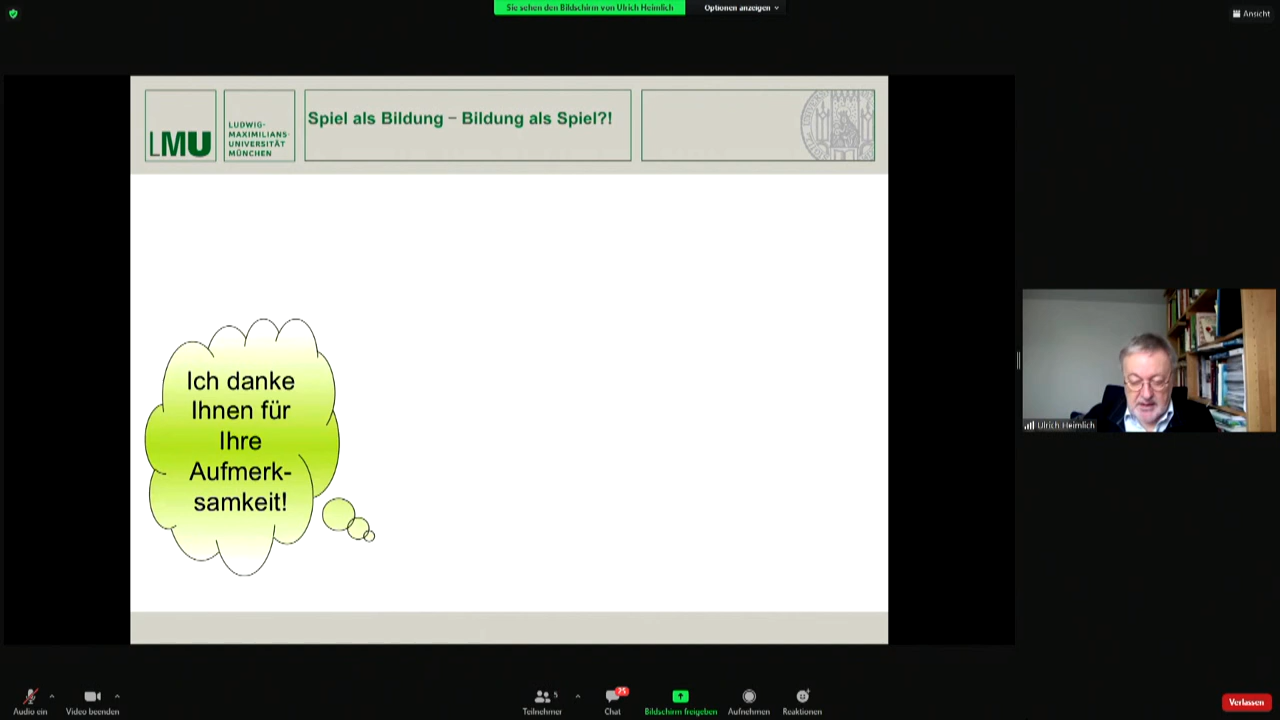 Sie sehen den Bildschirm von Ulrich Heimlich
Optionen anzeigen
Ansicht
LMU
LUDWIG-
MAXIMILIANS-
UNIVERSITÄT
MÜNCHEN
Spiel als Bildung – Bildung als Spiel?!
Ich danke
Ihnen für
Ihre
Aufmerk-
samkeit!
Ulrich Heimlich
Audio ein
Video beenden
Teilnehmer
5
Chat
25
Bildschirm freigeben
Aufnehmen
Reaktionen
Verlassen